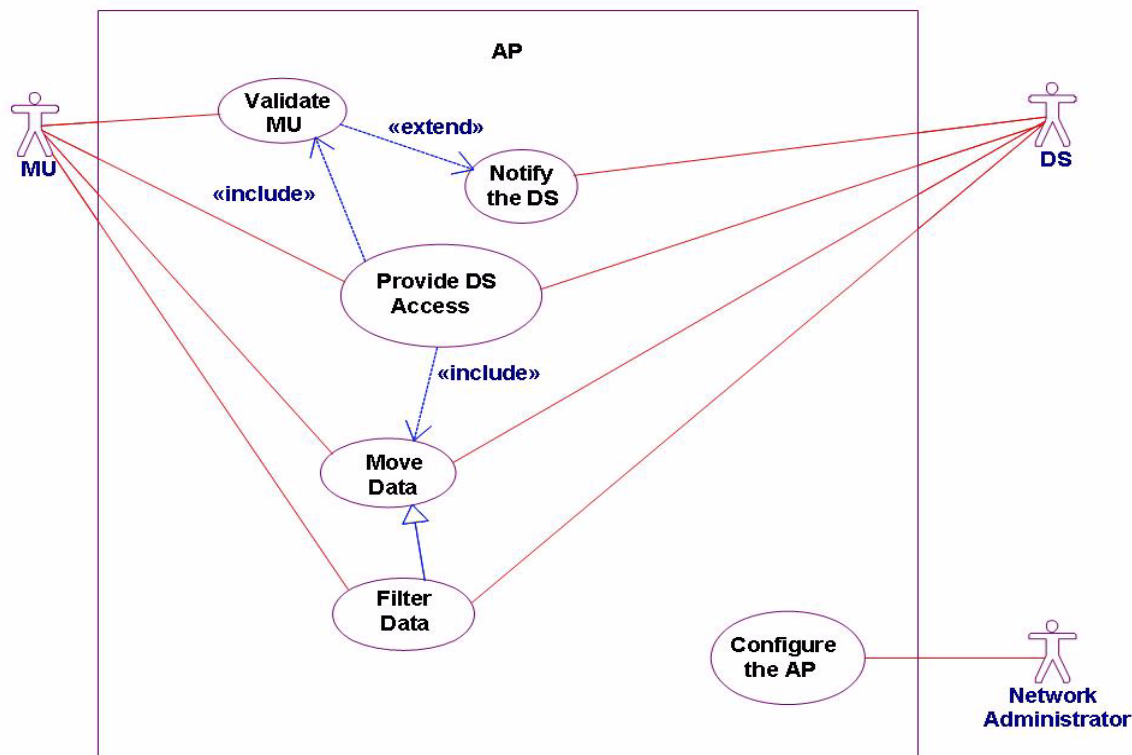 AP
Validate
MU
«extend»
MU
DS
Notify
the DS
«include»
Provide DS
Access
«include»
Move
Data
Filter
Data
Configure
the AP
Network
Administrator